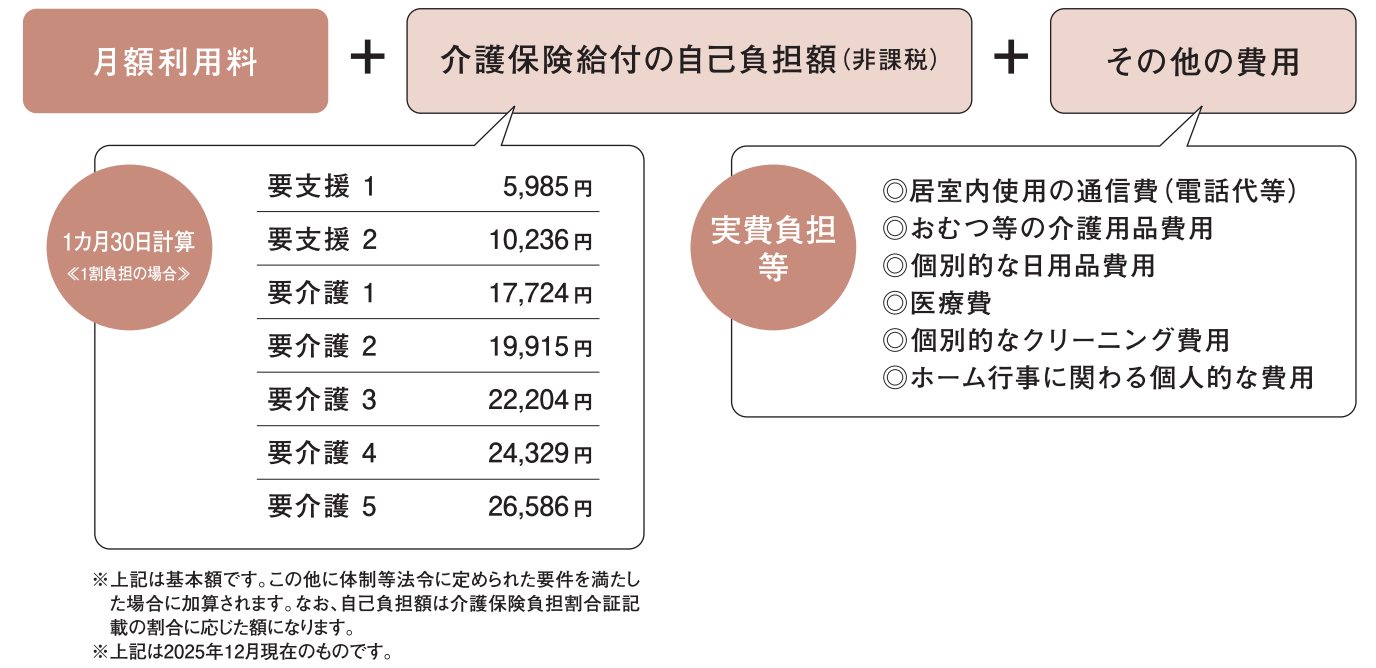 月額利用料
+
介護保険給付の自己負担額(非課税)
+
その他の費用
1カ月30日計算
≪1割負担の場合≫
要支援 1 5,985円
要支援 2 10,236円
要介護 1 17,724円
要介護 2 19,915円
要介護 3 22,204円
要介護 4 24,329円
要介護 5 26,586円
※上記は基本額です。この他に体制等法令に定められた要件を満たし
た場合に加算されます。なお、自己負担額は介護保険負担割合証記
載の割合に応じた額になります。
※上記は2025年12月現在のものです。
実費負担
等
◎居室内使用の通信費(電話代等)
◎おむつ等の介護用品費用
◎個別的な日用品費用
◎医療費
◎個別的なクリーニング費用
◎ホーム行事に関わる個人的な費用